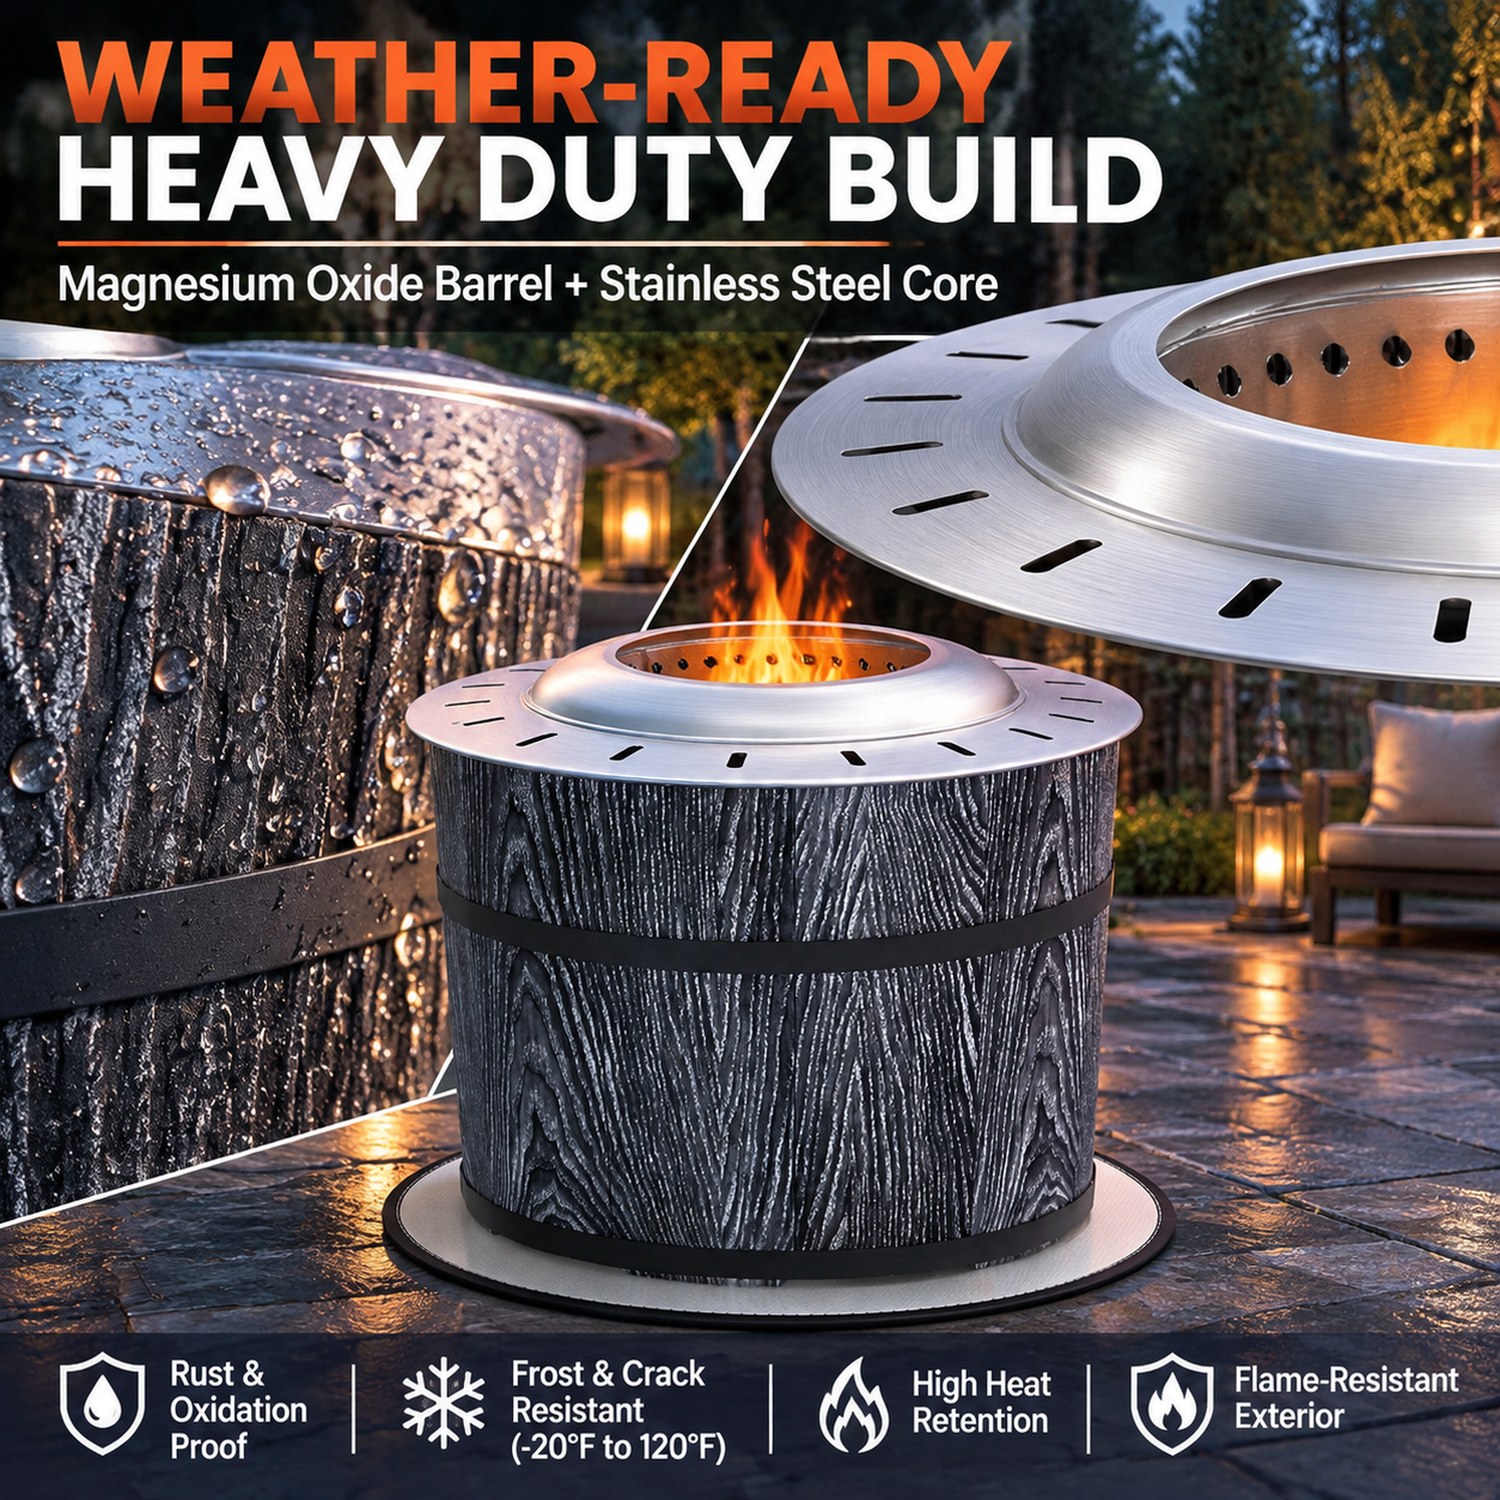 WEATHER-READY
HEAVY DUTY BUILD
Magnesium Oxide Barrel + Stainless Steel Core
Rust &
Oxidation
Proof
Frost & Crack
Resistant
(-20°F to 120°F)
High Heat
Retention
Flame-Resistant
Exterior